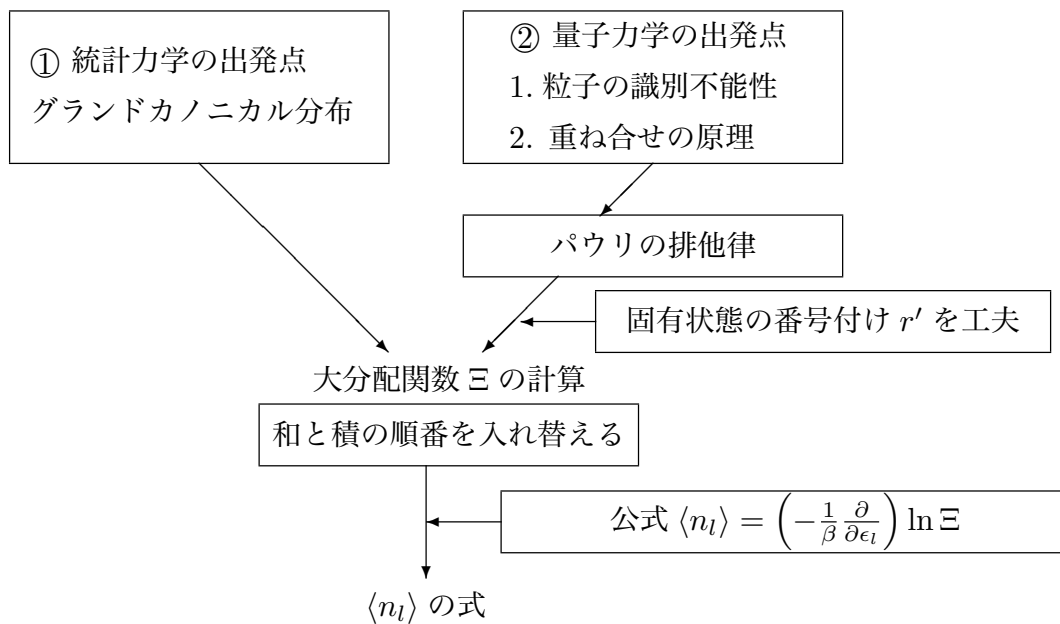 ① 統計力学の出発点
グランドカノニカル分布
② 量子力学の出発点
1. 粒子の識別不能性
2. 重ね合せの原理
パウリの排他律
固有状態の番号付け r′ を工夫
大分配関数 Ξ の計算
和と積の順番を入れ替える
公式 ⟨n_l⟩ = (−\frac{1}{β}\frac{∂}{∂ϵ_l}) ln Ξ
⟨n_l⟩ の式